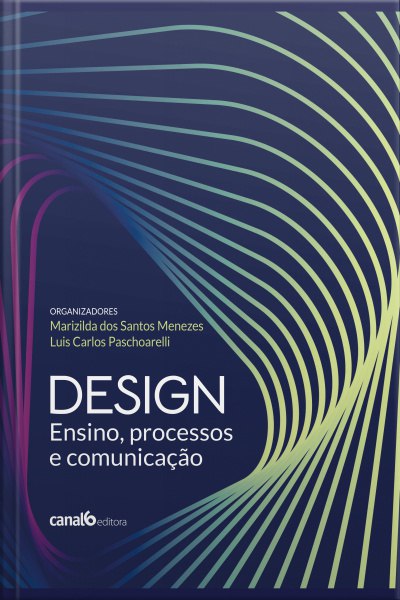 ORGANIZADORES
Marizilda dos Santos Menezes
Luis Carlos Paschoarelli
DESIGN
Ensino, processos
e comunicação
canal6 editora